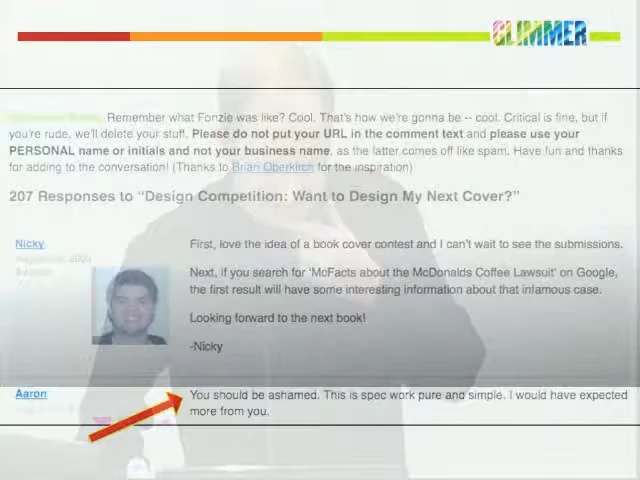 GLIMMER
Remember what Fonzie was like? Cool. That's how we're gonna be -- cool. Critical is fine, but if
you're rude, we'll delete your stuff. Please do not put your URL in the comment text and please use your
PERSONAL name or initials and not your business name, as the latter comes off like spam. Have fun and thanks
for adding to the conversation! (Thanks to Brian Oberkirch for the inspiration)
207 Responses to “Design Competition: Want to Design My Next Cover?”
Nicky
First, love the idea of a book cover contest and I can't wait to see the submissions.
Next, if you search for 'McFacts about the McDonalds Coffee Lawsuit' on Google,
the first result will have some interesting information about that infamous case.
Looking forward to the next book!
-Nicky
Aaron
You should be ashamed. This is spec work pure and simple. I would have expected
more from you.